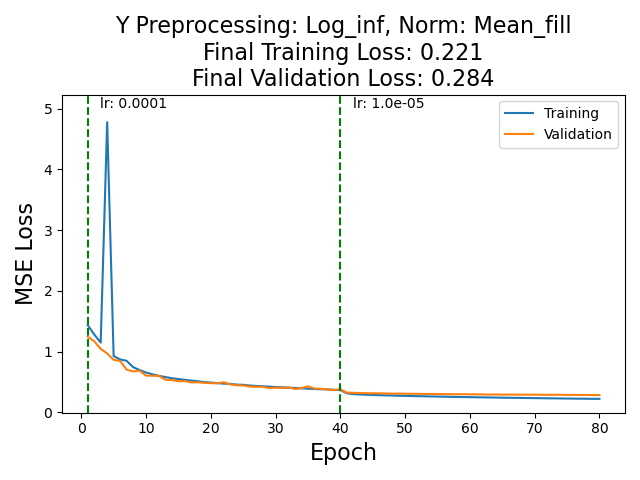 Y Preprocessing: Log_inf, Norm: Mean_fill
Final Training Loss: 0.221
Final Validation Loss: 0.284
lr: 0.0001
lr: 1.0e-05
Training
Validation
MSE Loss
5
4
3
2
1
0
0 10 20 30 40 50 60 70 80
Epoch